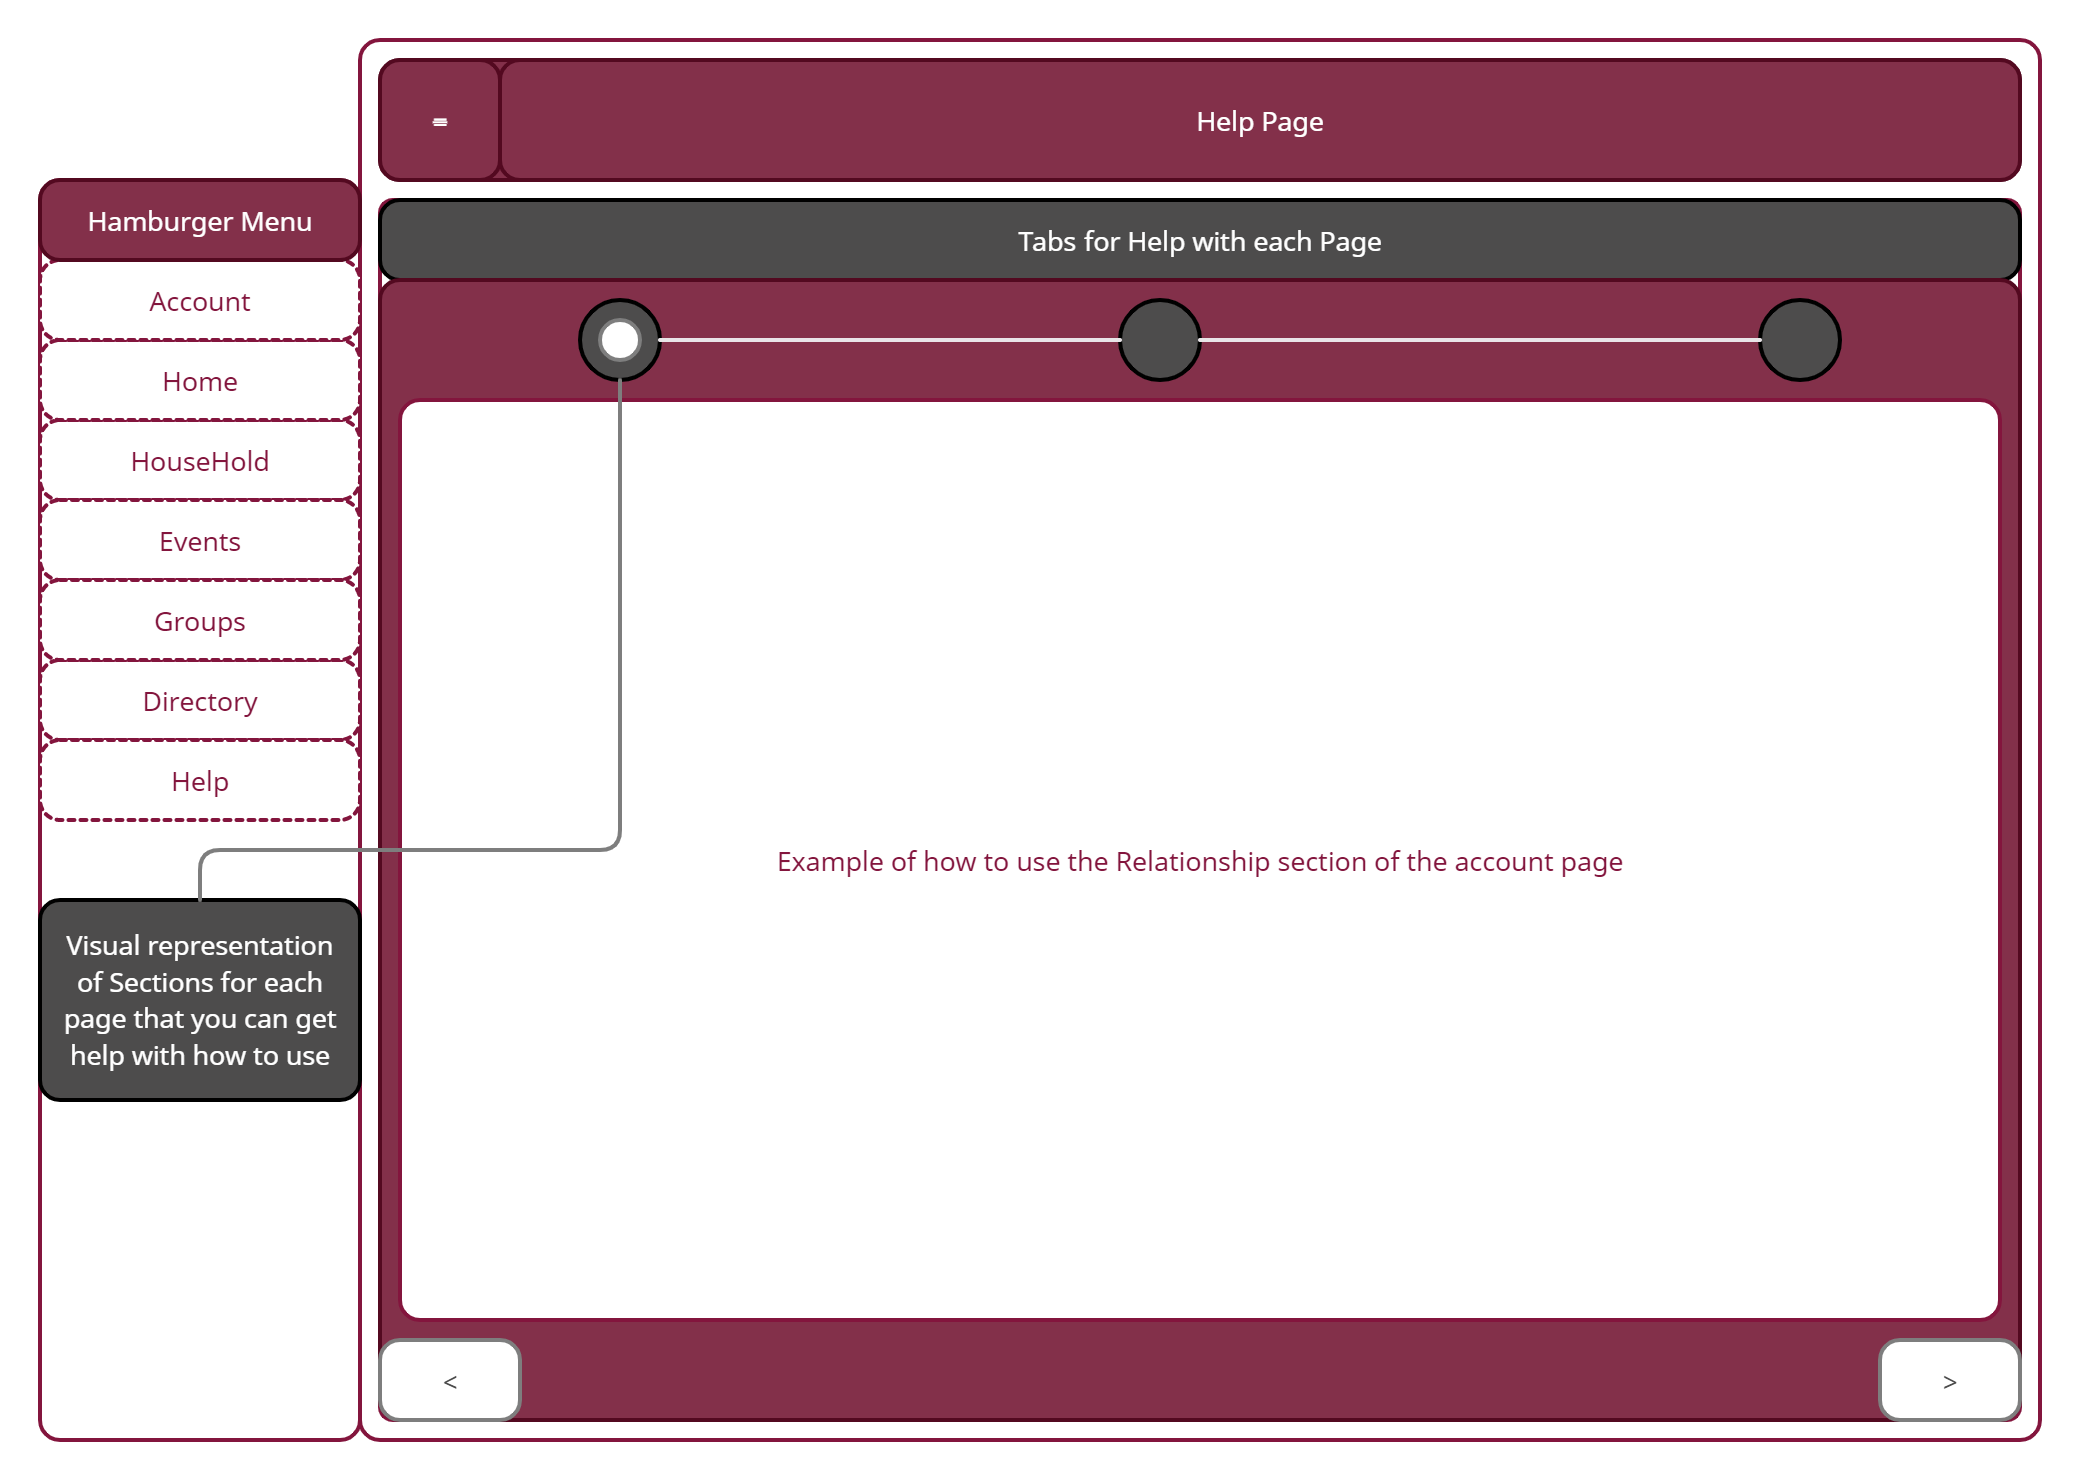 Help Page
Hamburger Menu
Account
Home
HouseHold
Events
Groups
Directory
Help
Visual representation
of Sections for each
page that you can get
help with how to use
Tabs for Help with each Page
Example of how to use the Relationship section of the account page
<
>